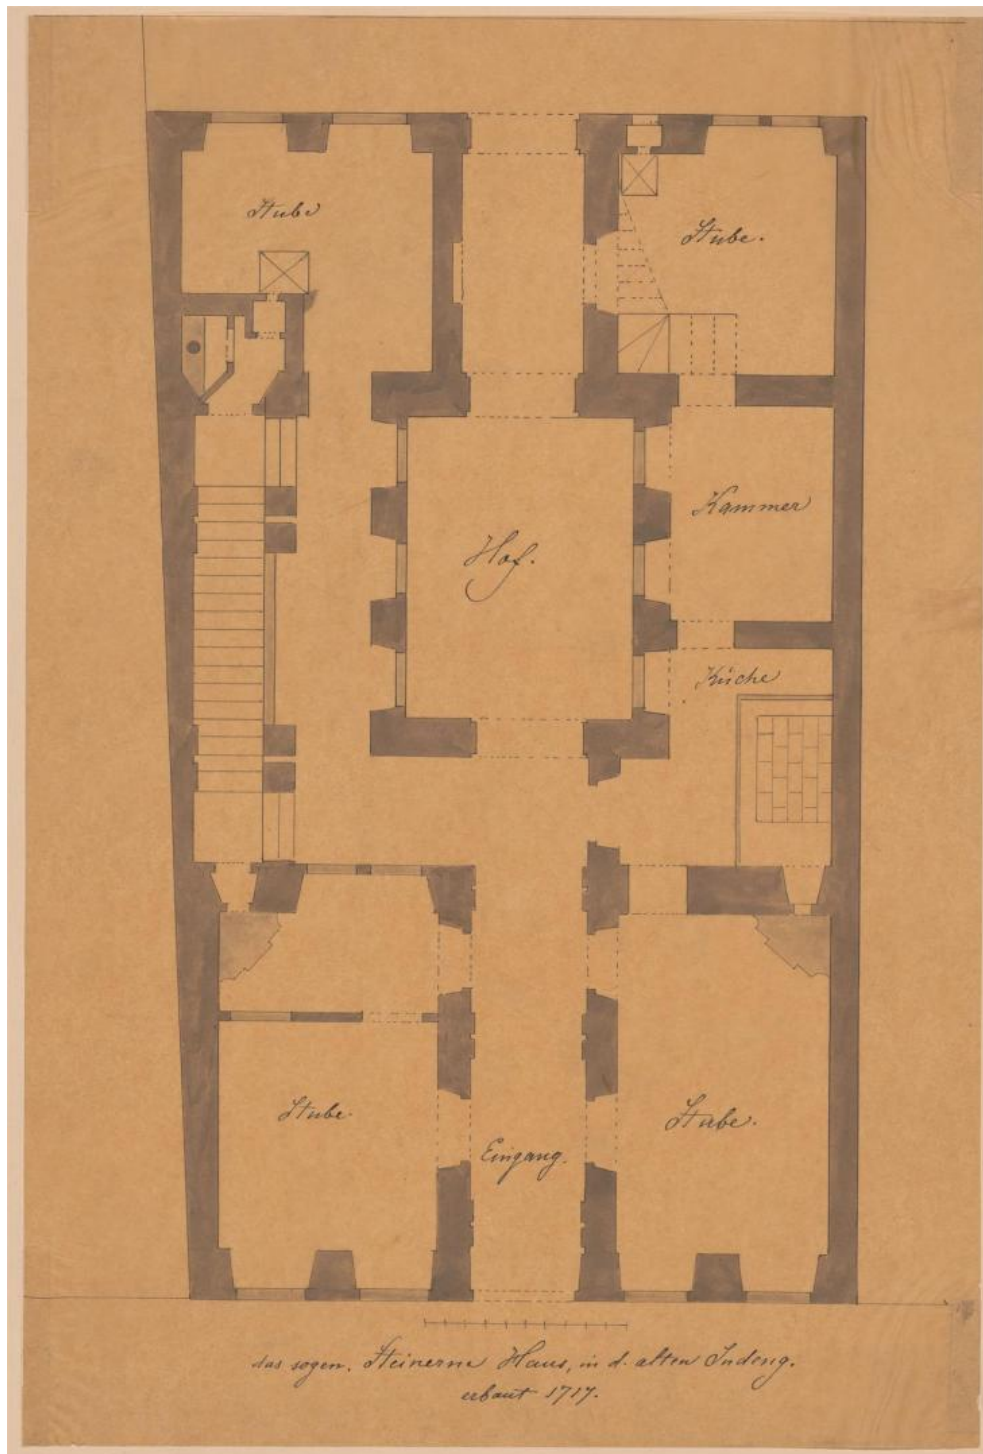 Stube
Stube.
Kammer
Hof.
Küche
Stube.
Stube.
Eingang.
das sogen. Steinerne Haus, in d. alten Judeng.
erbaut 1717.